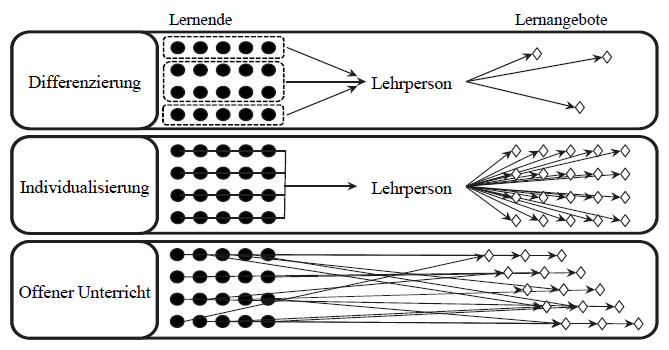 Lernende
Lernangebote
Differenzierung
Lehrperson
Individualisierung
Lehrperson
Offener Unterricht